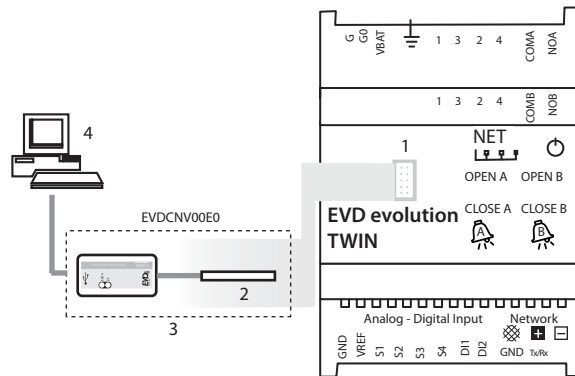 G G0 VBAT 1 3 2 4 COMA NOA
1 3 2 4 COMB NOB
4
1
NET
OPEN A OPEN B
EVDCNV00E0
EVD evolution
TWIN
CLOSE A CLOSE B
A B
EVD
2
3
Analog - Digital Input Network
GND VREF S1 S2 S3 S4 DI1 DI2 GND Tx/Rx